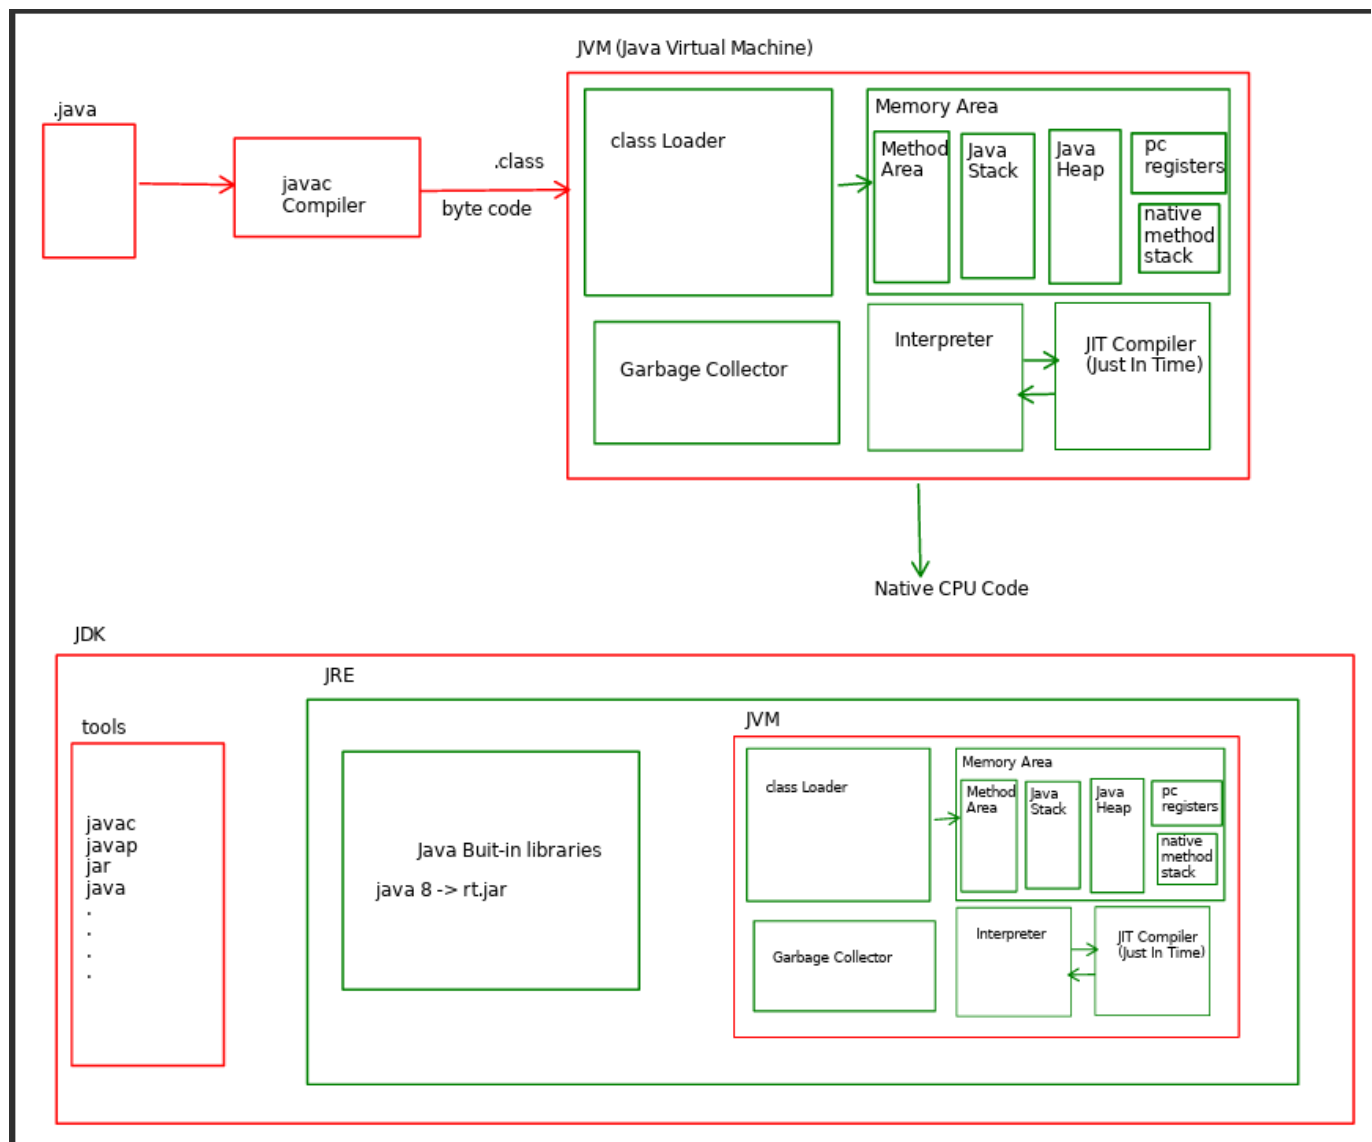 JVM (Java Virtual Machine)
.java
javac
Compiler
.class
byte code
class Loader
Memory Area
Method
Area
Java
Stack
Java
Heap
pc
registers
native
method
stack
Garbage Collector
Interpreter
JIT Compiler
(Just In Time)
Native CPU Code
JDK
JRE
tools
javac
javap
jar
java
.
.
.
.
Java Buit-in libraries
java 8 -> rt.jar
JVM
class Loader
Memory Area
Method
Area
Java
Stack
Java
Heap
pc
registers
native
method
stack
Garbage Collector
Interpreter
JIT Compiler
(Just In Time)